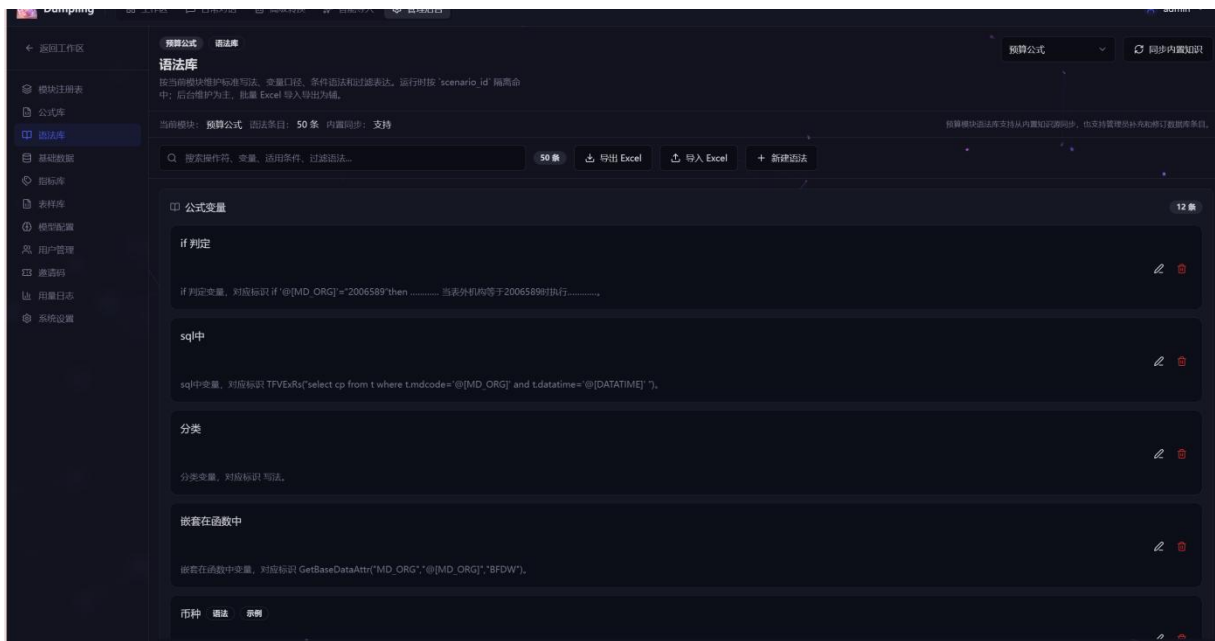 Dumpling
管理后台
admin
← 返回工作区
模块注册表
公式库
语法库
基础数据
指标库
表样库
模型配置
用户管理
邀请码
用量日志
系统设置
预算公式 语法库
语法库
按当前模块维护标准写法、变量口径、条件语法和过滤表达。运行时按 `scenario_id` 隔离命
中；后台维护为主，批量 Excel 导入导出为辅。
预算公式
同步内置知识
当前模块： 预算公式 语法条目： 50 条 内置同步： 支持
预算模块语法库支持从内置知识源同步，也支持管理员补充和修订数据库条目。
搜索操作符、变量、适用条件、过滤语法...
50 条
导出 Excel
导入 Excel
+ 新建语法
公式变量
12 条
if 判定
if 判定变量，对应标识 if '@[MD_ORG]'="2006589"then ............ 当表外机构等于2006589时执行............。
sql中
sql中变量，对应标识 TFVExRs("select cp from t where t.mdcode='@[MD_ORG]' and t.datatime='@[DATATIME]' ")。
分类
分类变量，对应标识 写法。
嵌套在函数中
嵌套在函数中变量，对应标识 GetBaseDataAttr("MD_ORG","@[MD_ORG]","BFDW")。
币种 语法 示例